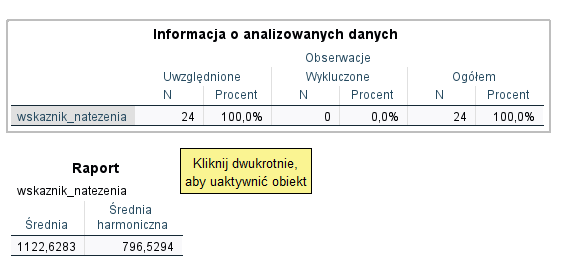 Informacja o analizowanych danych
Obserwacje
Uwzględnione Wykluczone Ogółem
N Procent N Procent N Procent
wskaznik_natezenia 24 100,0% 0 0,0% 24 100,0%
Raport
wskaznik_natezenia
Średnia Średnia harmoniczna
1122,6283 796,5294
Kliknij dwukrotnie,
aby uaktywnić obiekt